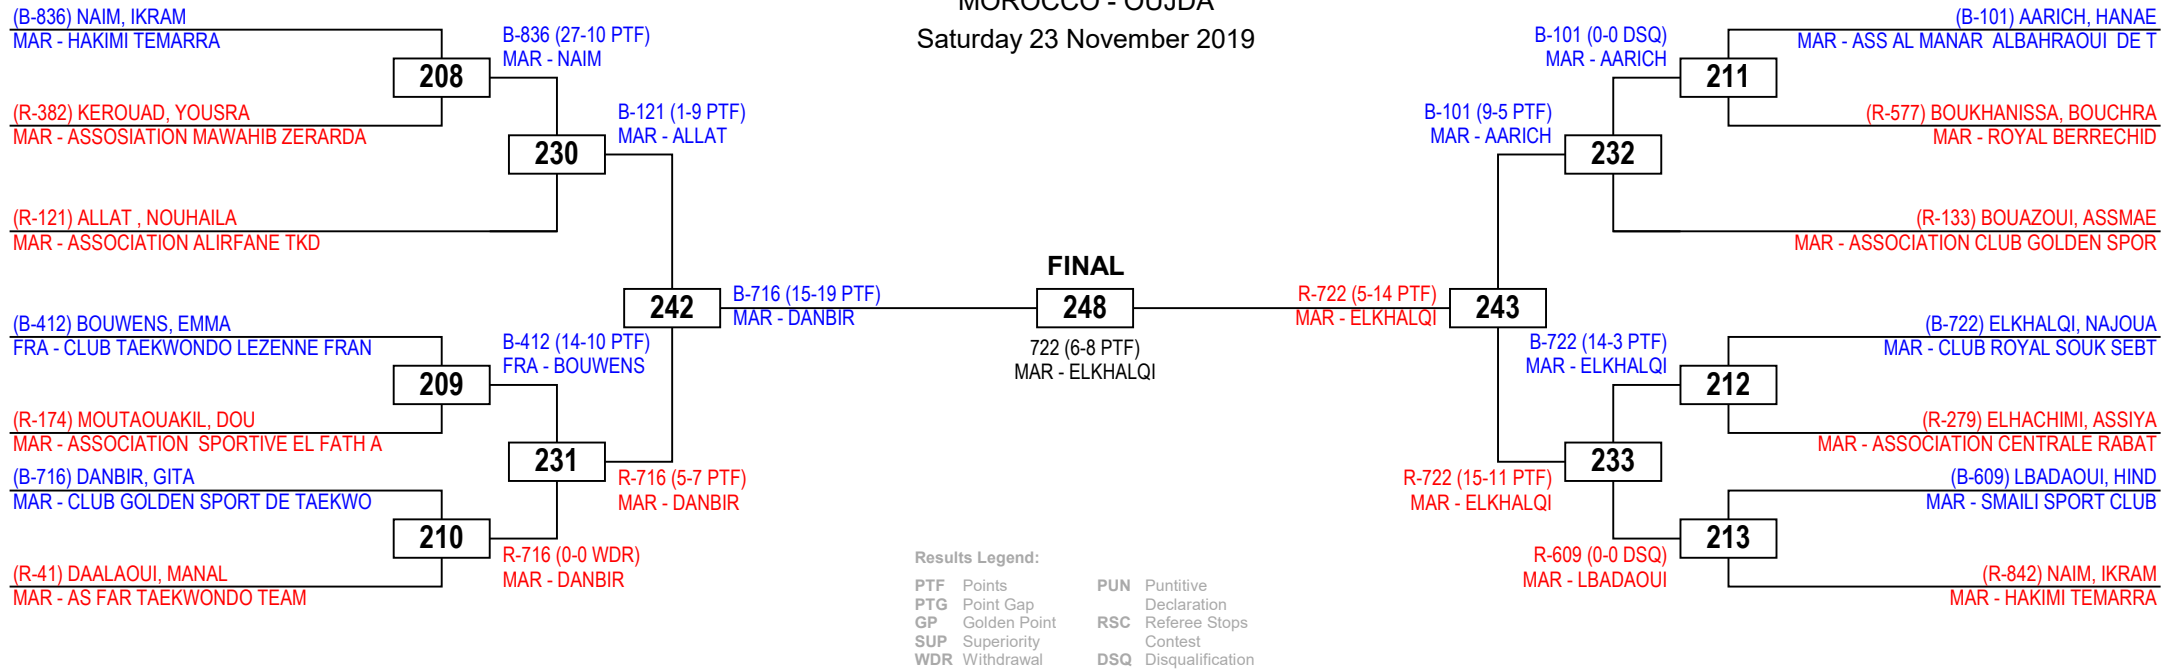 MOROCCO - OUJDA
Saturday 23 November 2019
(B-836) NAIM, IKRAM
MAR - HAKIMI TEMARRA
208
(R-382) KEROUAD, YOUSRA
MAR - ASSOSIATION MAWAHIB ZERARDA
B-836 (27-10 PTF)
MAR - NAIM
230
(R-121) ALLAT , NOUHAILA
MAR - ASSOCIATION ALIRFANE TKD
B-121 (1-9 PTF)
MAR - ALLAT
242
(B-412) BOUWENS, EMMA
FRA - CLUB TAEKWONDO LEZENNE FRAN
209
(R-174) MOUTAOUAKIL, DOU
MAR - ASSOCIATION  SPORTIVE EL FATH A
B-412 (14-10 PTF)
FRA - BOUWENS
231
(B-716) DANBIR, GITA
MAR - CLUB GOLDEN SPORT DE TAEKWO
210
(R-41) DAALAOUI, MANAL
MAR - AS FAR TAEKWONDO TEAM
R-716 (0-0 WDR)
MAR - DANBIR
R-716 (5-7 PTF)
MAR - DANBIR
B-716 (15-19 PTF)
MAR - DANBIR
FINAL
248
722 (6-8 PTF)
MAR - ELKHALQI
R-722 (5-14 PTF)
MAR - ELKHALQI
243
B-101 (9-5 PTF)
MAR - AARICH
232
B-101 (0-0 DSQ)
MAR - AARICH
211
(B-101) AARICH, HANAE
MAR - ASS AL MANAR  ALBAHRAOUI  DE T
(R-577) BOUKHANISSA, BOUCHRA
MAR - ROYAL BERRECHID
(R-133) BOUAZOUI, ASSMAE
MAR - ASSOCIATION CLUB GOLDEN SPOR
B-722 (14-3 PTF)
MAR - ELKHALQI
212
(B-722) ELKHALQI, NAJOUA
MAR - CLUB ROYAL SOUK SEBT
(R-279) ELHACHIMI, ASSIYA
MAR - ASSOCIATION CENTRALE RABAT
233
R-722 (15-11 PTF)
MAR - ELKHALQI
(B-609) LBADAOUI, HIND
MAR - SMAILI SPORT CLUB
213
R-609 (0-0 DSQ)
MAR - LBADAOUI
(R-842) NAIM, IKRAM
MAR - HAKIMI TEMARRA
Results Legend:
PTF Points
PTG Point Gap
GP Golden Point
SUP Superiority
WDR Withdrawal
PUN Puntitive
Declaration
RSC Referee Stops
Contest
DSQ Disqualification